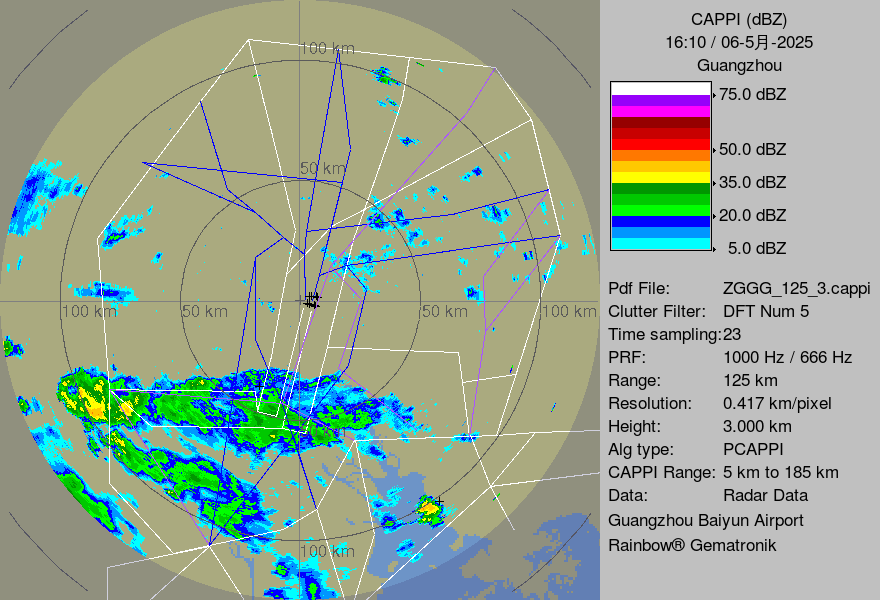 CAPPI (dBZ)
16:10 / 06-5月-2025
Guangzhou
75.0 dBZ
50.0 dBZ
35.0 dBZ
20.0 dBZ
5.0 dBZ
Pdf File: ZGGG_125_3.cappi
Clutter Filter: DFT Num 5
Time sampling:23
PRF: 1000 Hz / 666 Hz
Range: 125 km
Resolution: 0.417 km/pixel
Height: 3.000 km
Alg type: PCAPPI
CAPPI Range: 5 km to 185 km
Data: Radar Data
Guangzhou Baiyun Airport
Rainbow® Gematronik
100 km
50 km
100 km
50 km
50 km
100 km
100 km